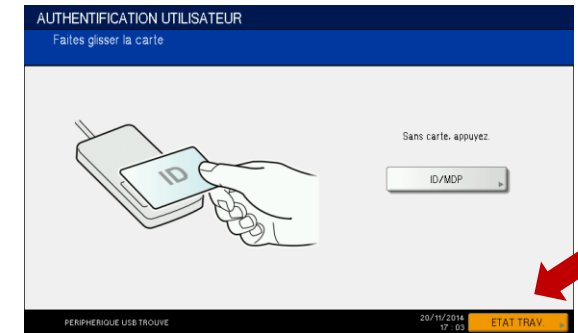 AUTHENTIFICATION UTILISATEUR
Faites glisser la carte
ID
Sans carte, appuyez.
ID/MDP
PERIPHERIQUE USB TROUVE
20/11/2014
17 : 03
ETAT TRAV.